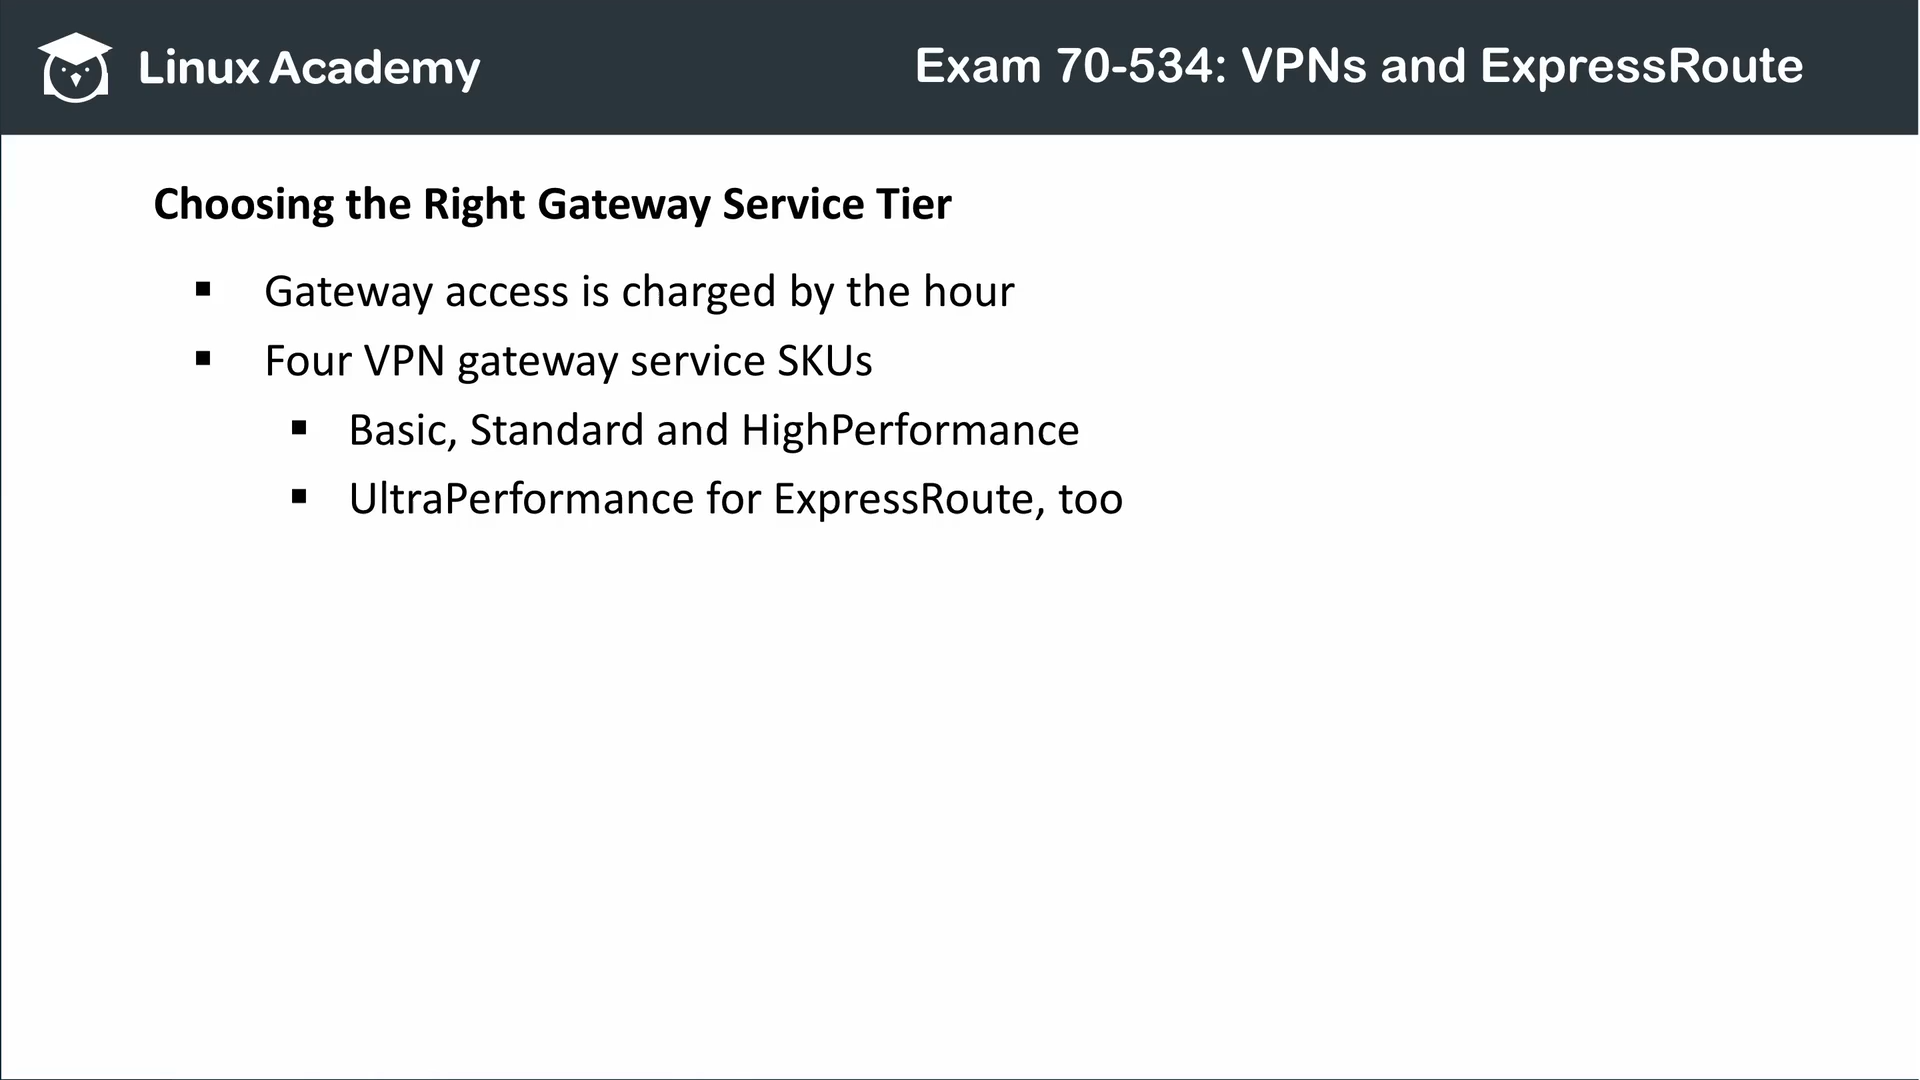 Linux Academy
Exam 70-534: VPNs and ExpressRoute
Choosing the Right Gateway Service Tier
▪ Gateway access is charged by the hour
▪ Four VPN gateway service SKUs
▪ Basic, Standard and HighPerformance
▪ UltraPerformance for ExpressRoute, too